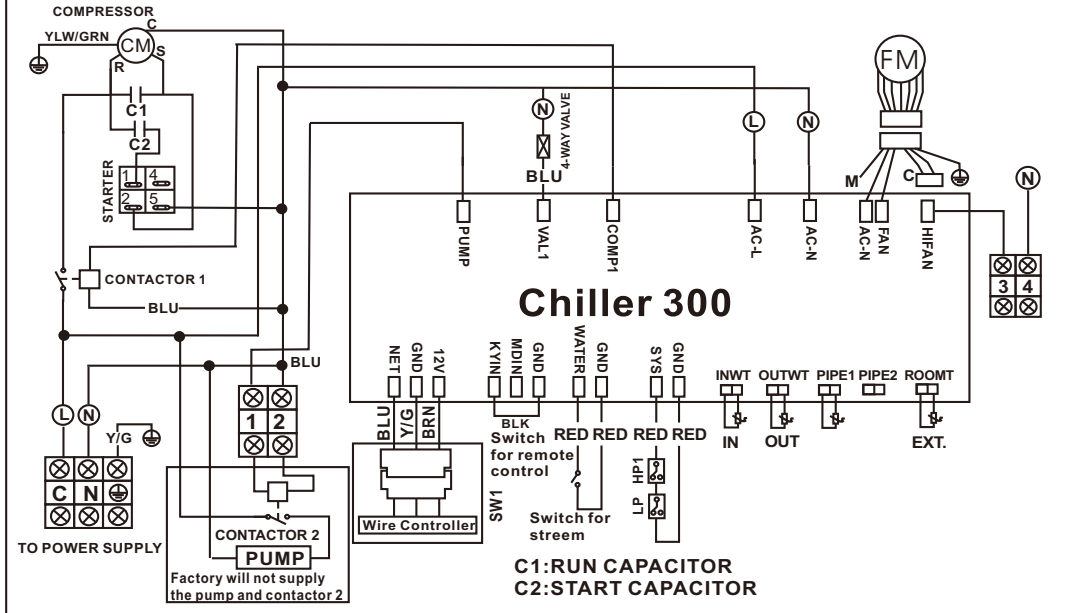 COMPRESSOR
C
YLW/GRN
CM
S
R
FM
C1
C2
N
4-WAY VALVE
L
N
BLU
M
C
N
STARTER
1
4
2
5
PUMP
VAL1
COMP1
AC-L
AC-N
AC-N
FAN
HIFAN
CONTACTOR 1
3
4
BLU
Chiller 300
BLU
NET
GND
12V
KYIN
MDIN
GND
WATER
GND
SYS
GND
INWT
OUTWT
PIPE1
PIPE2
ROOMT
1
2
L
N
Y/G
BLU
Y/G
BRN
BLK
Switch
for remote
control
RED RED
RED RED
IN
OUT
EXT.
HP1
LP
C
N
SW1
Wire Controller
Switch for
streem
TO POWER SUPPLY
CONTACTOR 2
PUMP
Factory will not supply
the pump and contactor 2
C1:RUN CAPACITOR
C2:START CAPACITOR